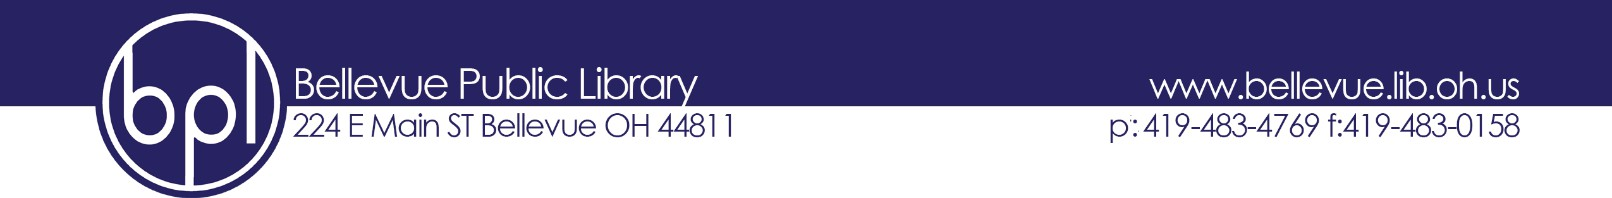 bpl
Bellevue Public Library
224 E Main ST Bellevue OH 44811
www.bellevue.lib.oh.us
p: 419-483-4769 f:419-483-0158